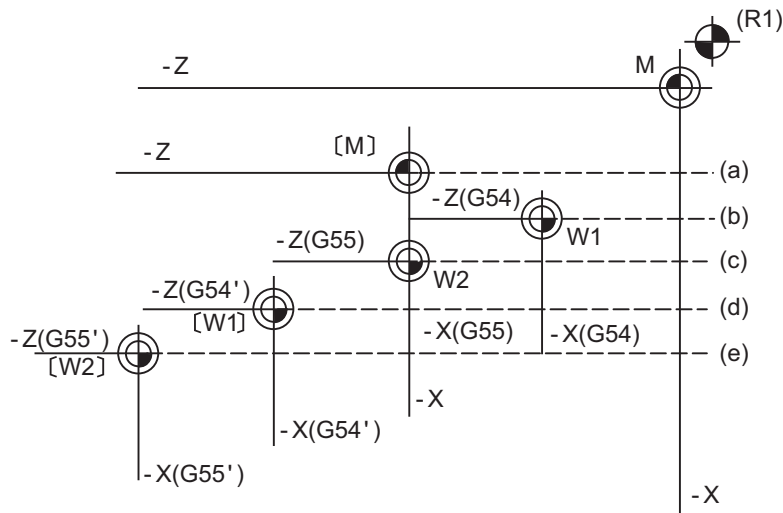 (R1)
-Z
M
-Z
〔M〕
(a)
-Z(G54)
(b)
W1
-Z(G55)
(c)
W2
-Z(G54')
(d)
〔W1〕
-X(G55)
-X(G54)
-Z(G55')
(e)
〔W2〕
-X
-X(G54')
-X(G55')
-X